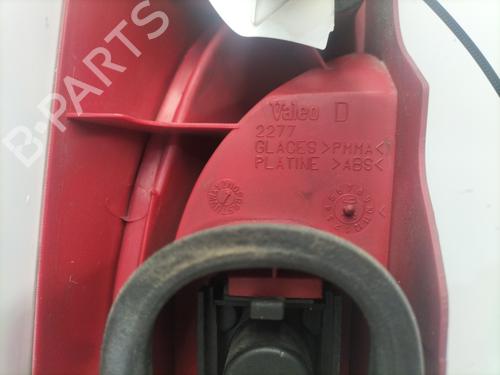 B-PARTS
Valeo D
2277
GLACES >PMMA<
PLATINE >ABS<